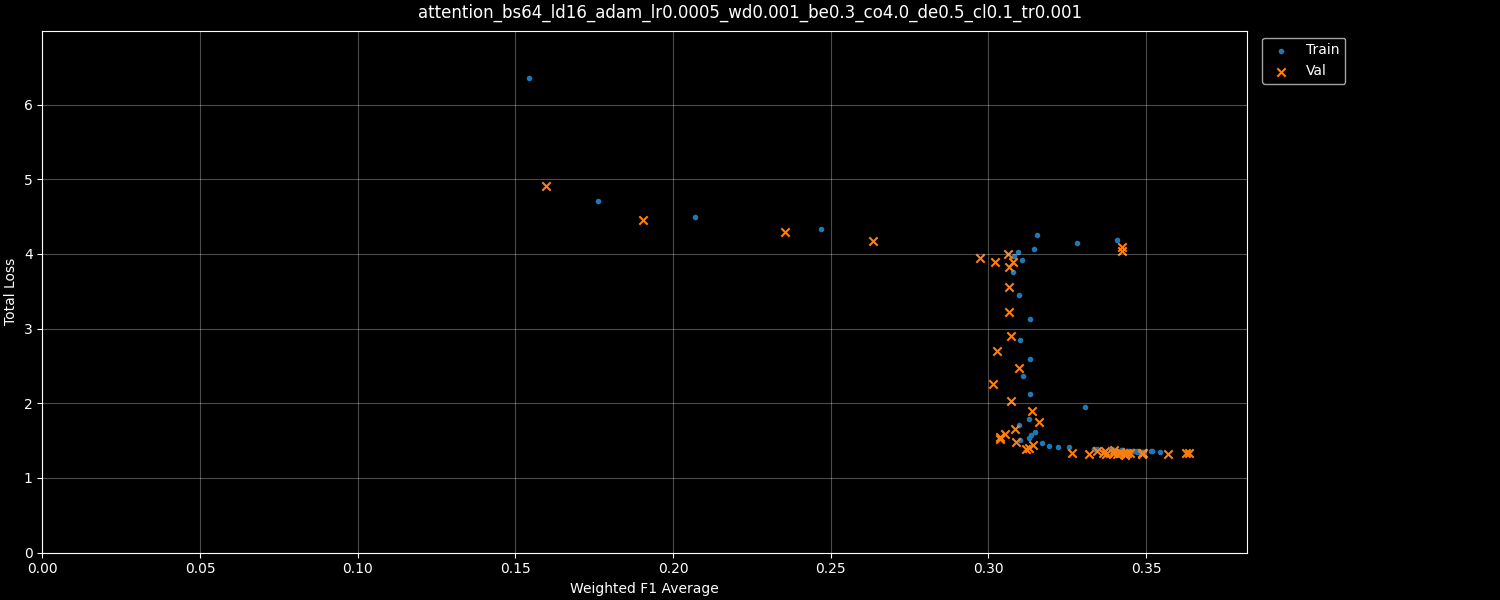 attention_bs64_ld16_adam_lr0.0005_wd0.001_be0.3_co4.0_de0.5_cl0.1_tr0.001
Train
Val
6
5
4
3
2
1
0
Total Loss
0.00 0.05 0.10 0.15 0.20 0.25 0.30 0.35
Weighted F1 Average